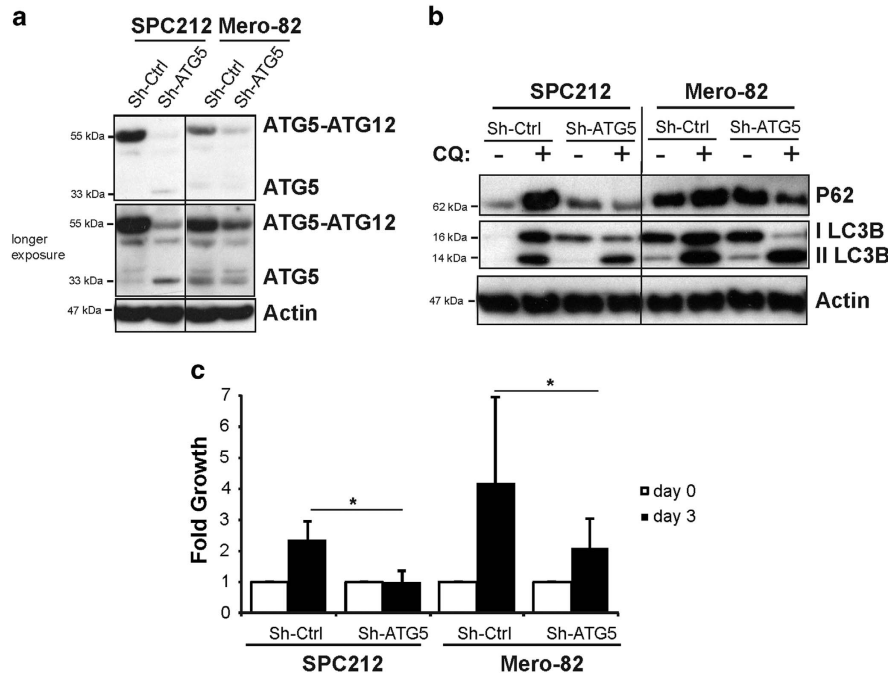 a
SPC212 Mero-82
Sh-Ctrl
Sh-ATG5
Sh-Ctrl
Sh-ATG5
55 kDa
ATG5-ATG12
33 kDa
ATG5
longer
exposure
55 kDa
ATG5-ATG12
33 kDa
ATG5
47 kDa
Actin
b
SPC212 Mero-82
Sh-Ctrl Sh-ATG5 Sh-Ctrl Sh-ATG5
CQ: - + - + - + - +
62 kDa P62
16 kDa I LC3B
14 kDa II LC3B
47 kDa Actin
c
Fold Growth
7
6
5
4
3
2
1
0
*
*
day 0
day 3
Sh-Ctrl Sh-ATG5 Sh-Ctrl Sh-ATG5
SPC212 Mero-82